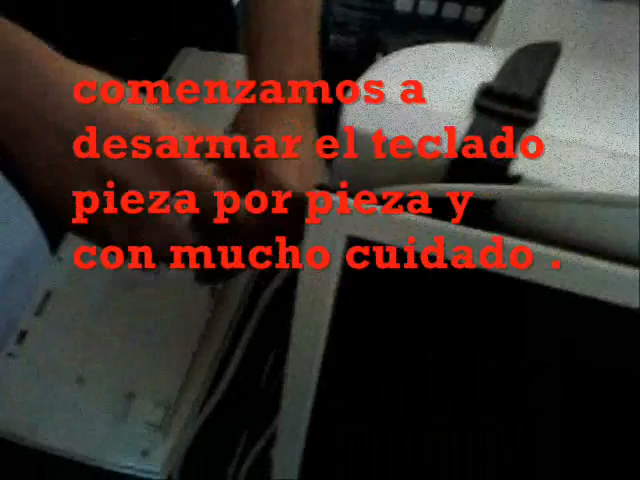 comenzamos a
desarmar el teclado
pieza por pieza y
con mucho cuidado .